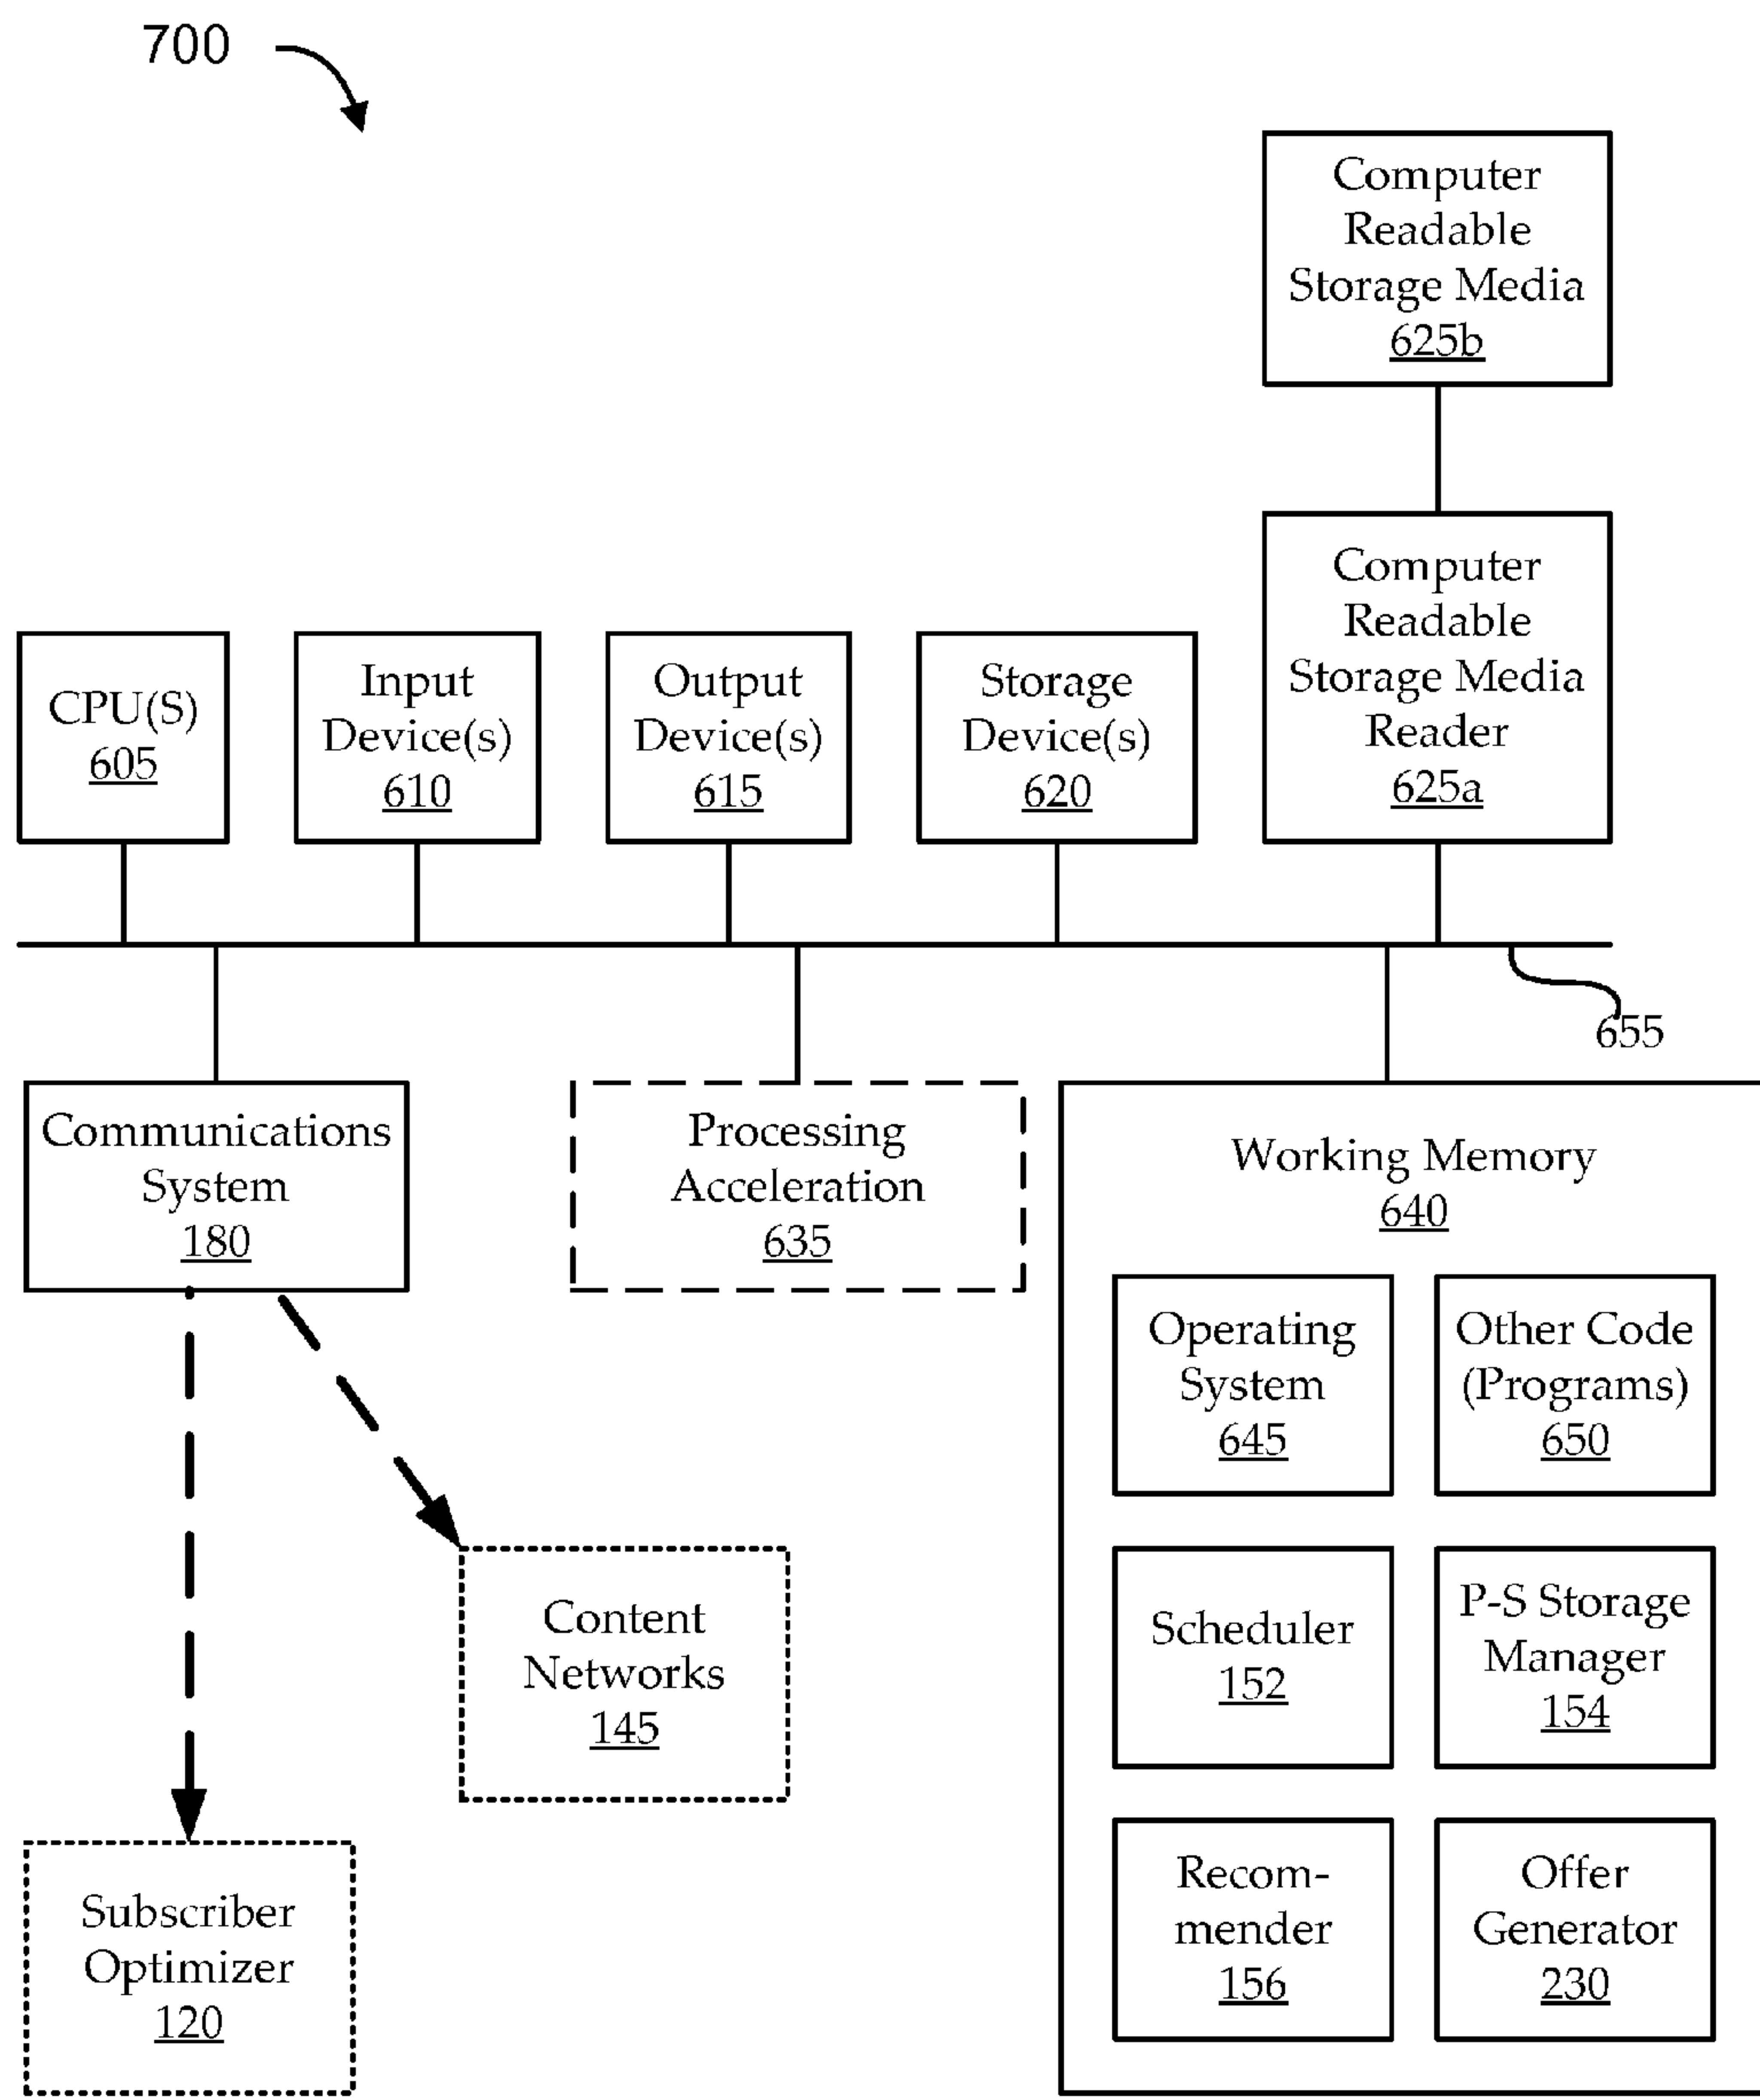 700
Computer
Readable
Storage Media
625b
Computer
Readable
Storage Media
Reader
625a
CPU(S)
605
Input
Device(s)
610
Output
Device(s)
615
Storage
Device(s)
620
655
Communications
System
180
Processing
Acceleration
635
Working Memory
640
Operating
System
645
Other Code
(Programs)
650
Scheduler
152
P-S Storage
Manager
154
Recom-
mender
156
Offer
Generator
230
Content
Networks
145
Subscriber
Optimizer
120